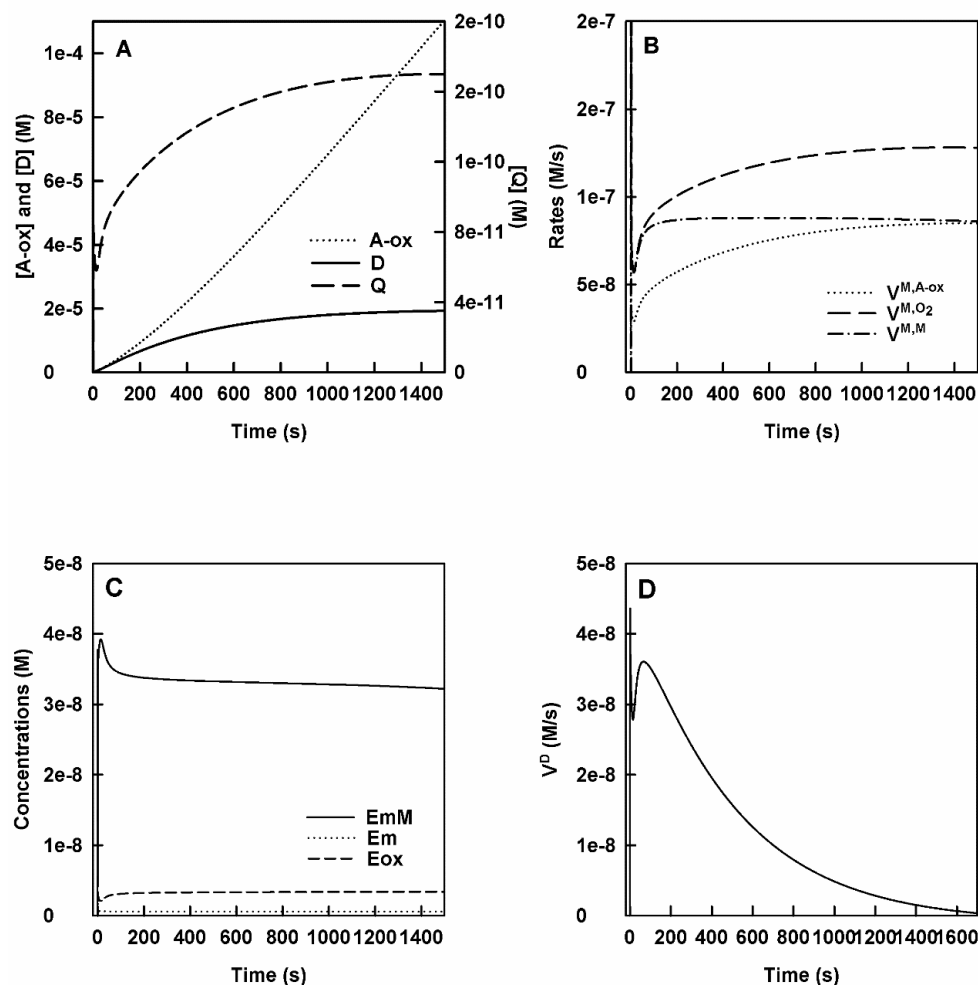 A
[A-ox] and [D] (M)
1e-4
8e-5
6e-5
4e-5
2e-5
0
2e-10
2e-10
1e-10
8e-11
4e-11
0
[Q] (M)
A-ox
D
Q
0 200 400 600 800 1000 1200 1400
Time (s)
B
Rates (M/s)
2e-7
2e-7
1e-7
5e-8
0
V^M,A-ox
V^M,O2
V^M,M
0 200 400 600 800 1000 1200 1400
Time (s)
C
Concentrations (M)
5e-8
4e-8
3e-8
2e-8
1e-8
0
EmM
Em
Eox
0 200 400 600 800 1000 1200 1400
Time (s)
D
V^D (M/s)
5e-8
4e-8
3e-8
2e-8
1e-8
0
0 200 400 600 800 1000 1200 1400 1600
Time (s)